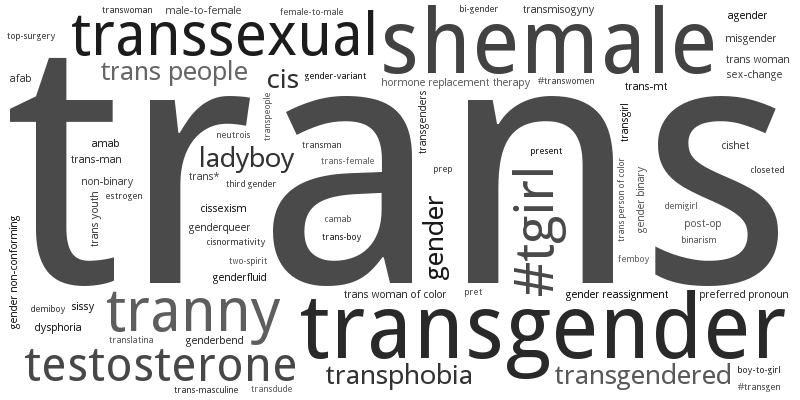 transwoman
male-to-female
female-to-male
bi-gender
transmisogyny
agender
top-surgery
transsexual
shemale
misgender
trans people
cis
gender-variant
hormone replacement therapy
#transwomen
trans woman
sex-change
afab
trans-mt
trans
transpeople
transgenders
transgirl
neutrois
amab
transman
present
cishet
trans-man
ladyboy
trans-female
prep
closeted
non-binary
trans*
third gender
trans person of color
gender binary
estrogen
trans youth
#tgirl
gender
cissexism
camab
demigirl
genderqueer
post-op
cisnormativity
trans-boy
binarism
gender non-conforming
two-spirit
femboy
genderfluid
trans woman of color
pret
gender reassignment
preferred pronoun
demiboy
sissy
tranny
transgender
dysphoria
translatina
genderbend
testosterone
transphobia
transgendered
boy-to-girl
trans-masculine
transdude
#transgen